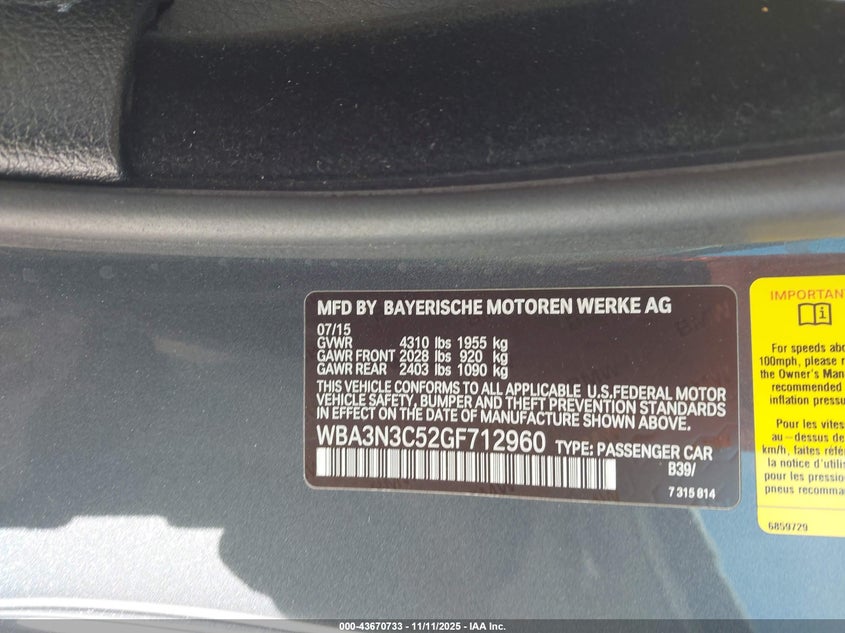 MFD BY BAYERISCHE MOTOREN WERKE AG
07/15
GVWR 4310 lbs 1955 kg
GAWR FRONT 2028 lbs 920 kg
GAWR REAR 2403 lbs 1090 kg
THIS VEHICLE CONFORMS TO ALL APPLICABLE U.S.FEDERAL MOTOR
VEHICLE SAFETY, BUMPER AND THEFT PREVENTION STANDARDS
IN EFFECT ON THE DATE OF MANUFACTURE SHOWN ABOVE.
WBA3N3C52GF712960 TYPE: PASSENGER CAR
B39/
7 315 814
IMPORTAN
i
For speeds abo
100mph, please r
the Owner's Man
recommended
inflation pressu
Pour les vites
au-dessus de
km/h, faites réfé
la notice d'utili
pour les pression
pneus recomma
6859729
000-43670733 - 11/11/2025 - IAA Inc.